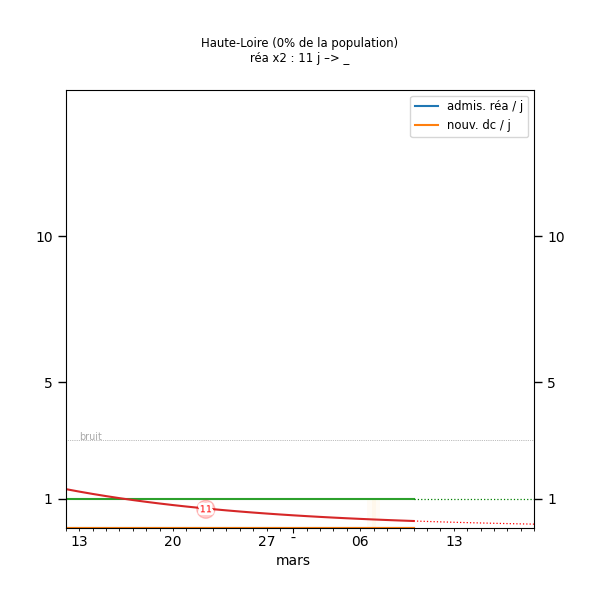 Haute-Loire (0% de la population)
réa x2 : 11 j –> _
admis. réa / j
nouv. dc / j
10
10
5
5
bruit
1
1
11
13
20
27
-
06
13
mars